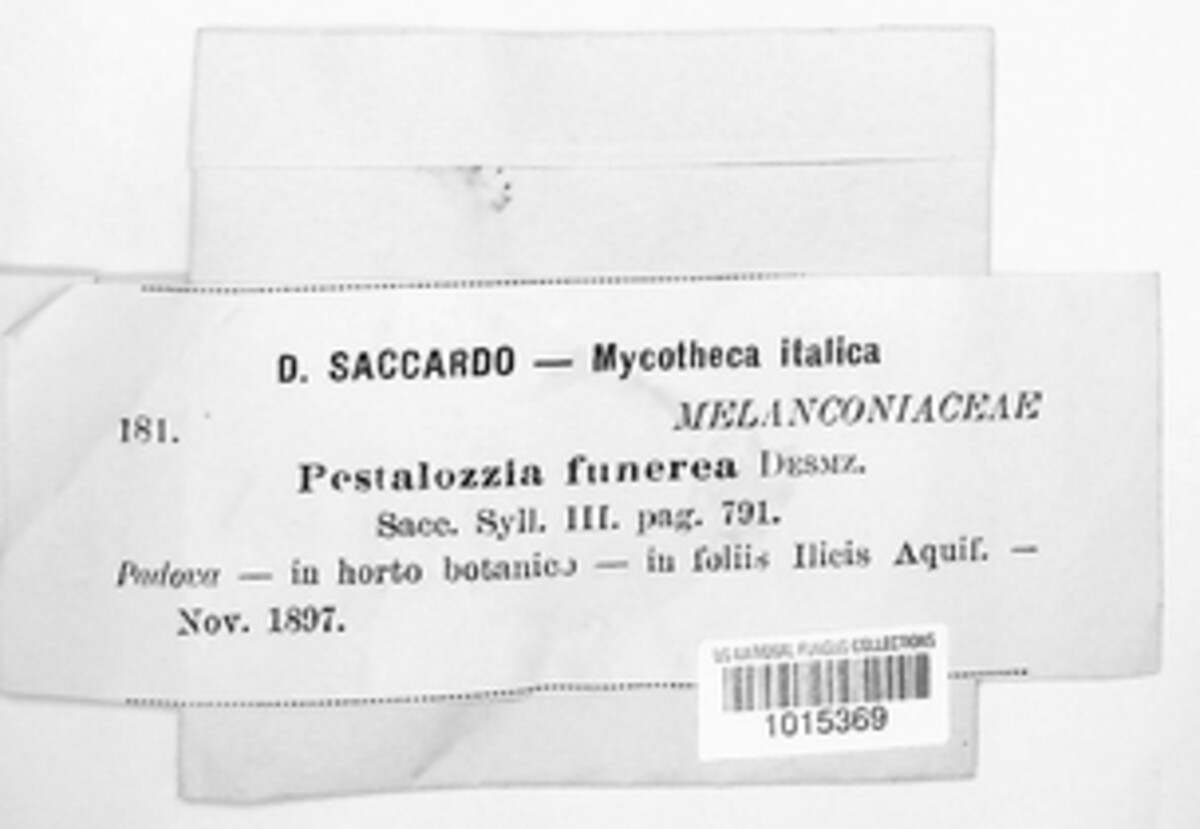 D. SACCARDO — Mycotheca italica
181.
MELANCONIACEAE
Pestalozzia funerea DESMZ.
Sacc. Syll. III. pag. 791.
Padova — in horto botanico — in foliis Ilicis Aquif. —
Nov. 1897.
US NATIONAL FUNGUS COLLECTIONS
1015369